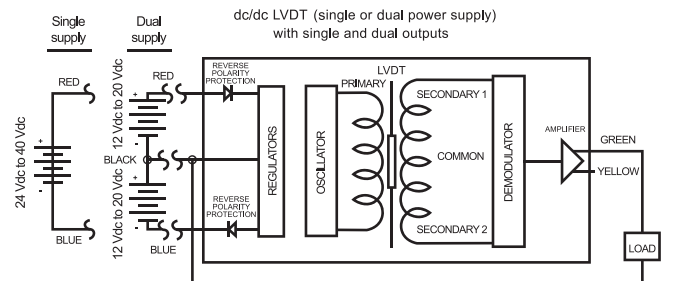 dc/dc LVDT (single or dual power supply)
with single and dual outputs
Single
supply
Dual
supply
RED
RED
REVERSE
POLARITY
PROTECTION
LVDT
PRIMARY
SECONDARY 1
24 Vdc to 40 Vdc
+
-
12 Vdc to 20 Vdc
+
-
BLACK
12 Vdc to 20 Vdc
+
-
REGULATORS
OSCILLATOR
COMMON
DEMODULATOR
AMPLIFIER
GREEN
YELLOW
REVERSE
POLARITY
PROTECTION
SECONDARY 2
BLUE
BLUE
LOAD